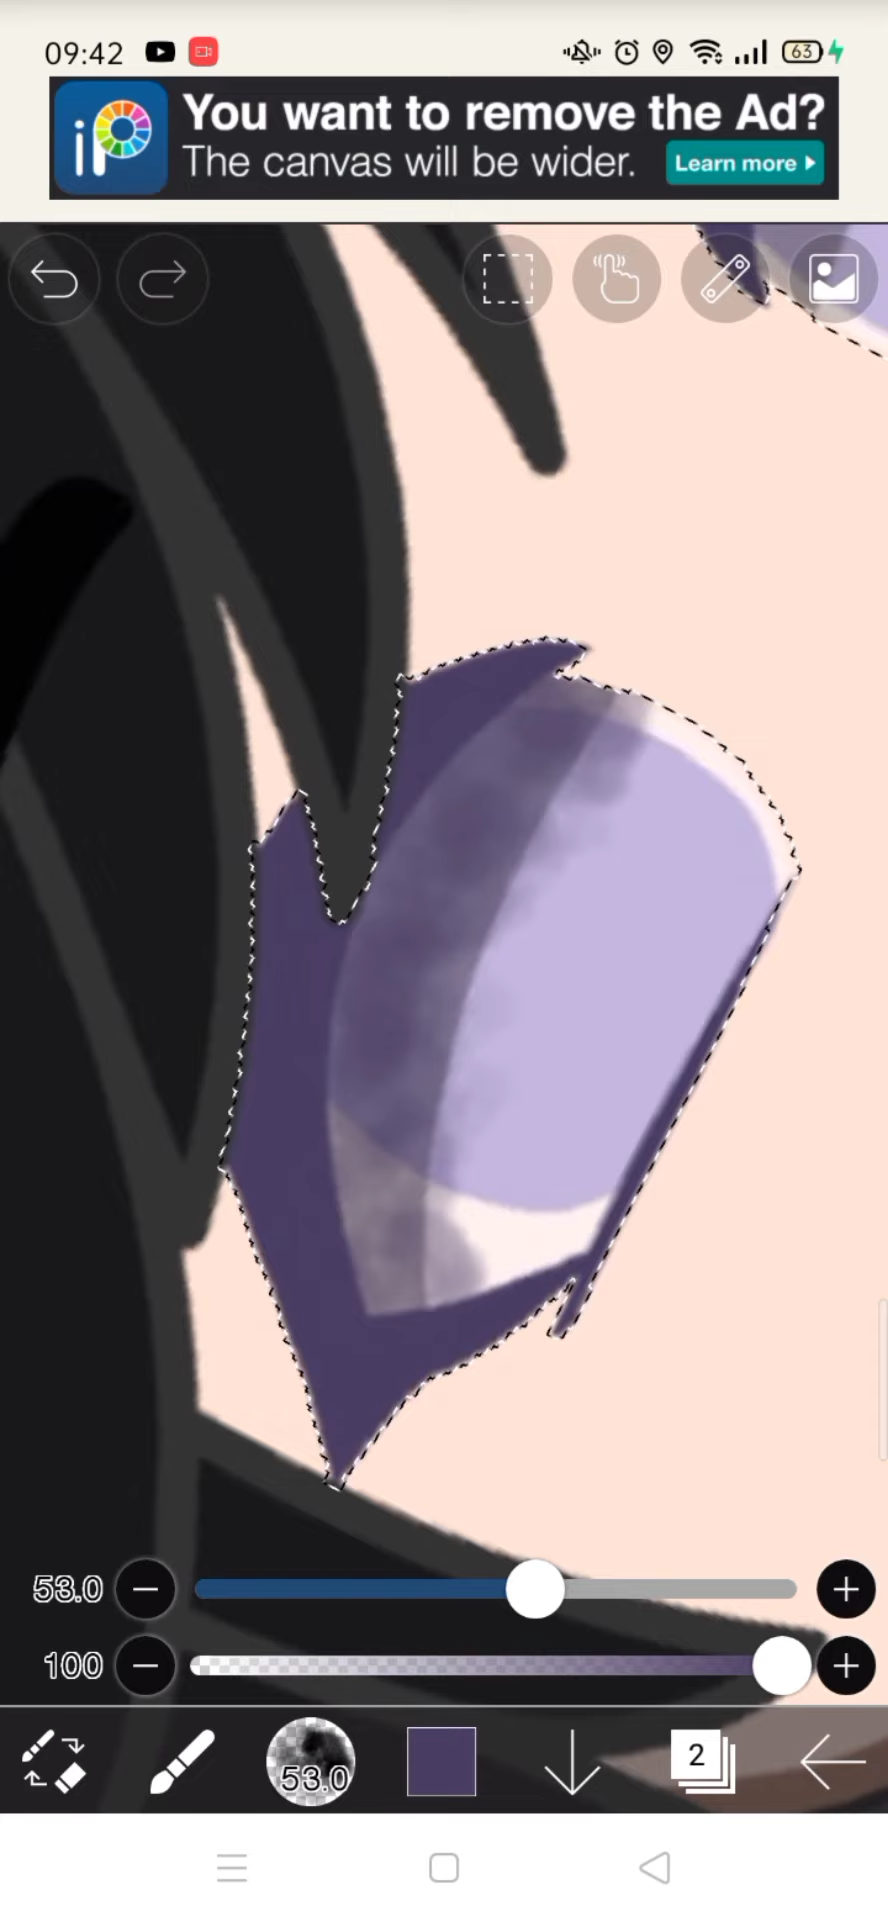 09:42
63
iP
You want to remove the Ad?
The canvas will be wider.
Learn more
53.0
100
53.0
2